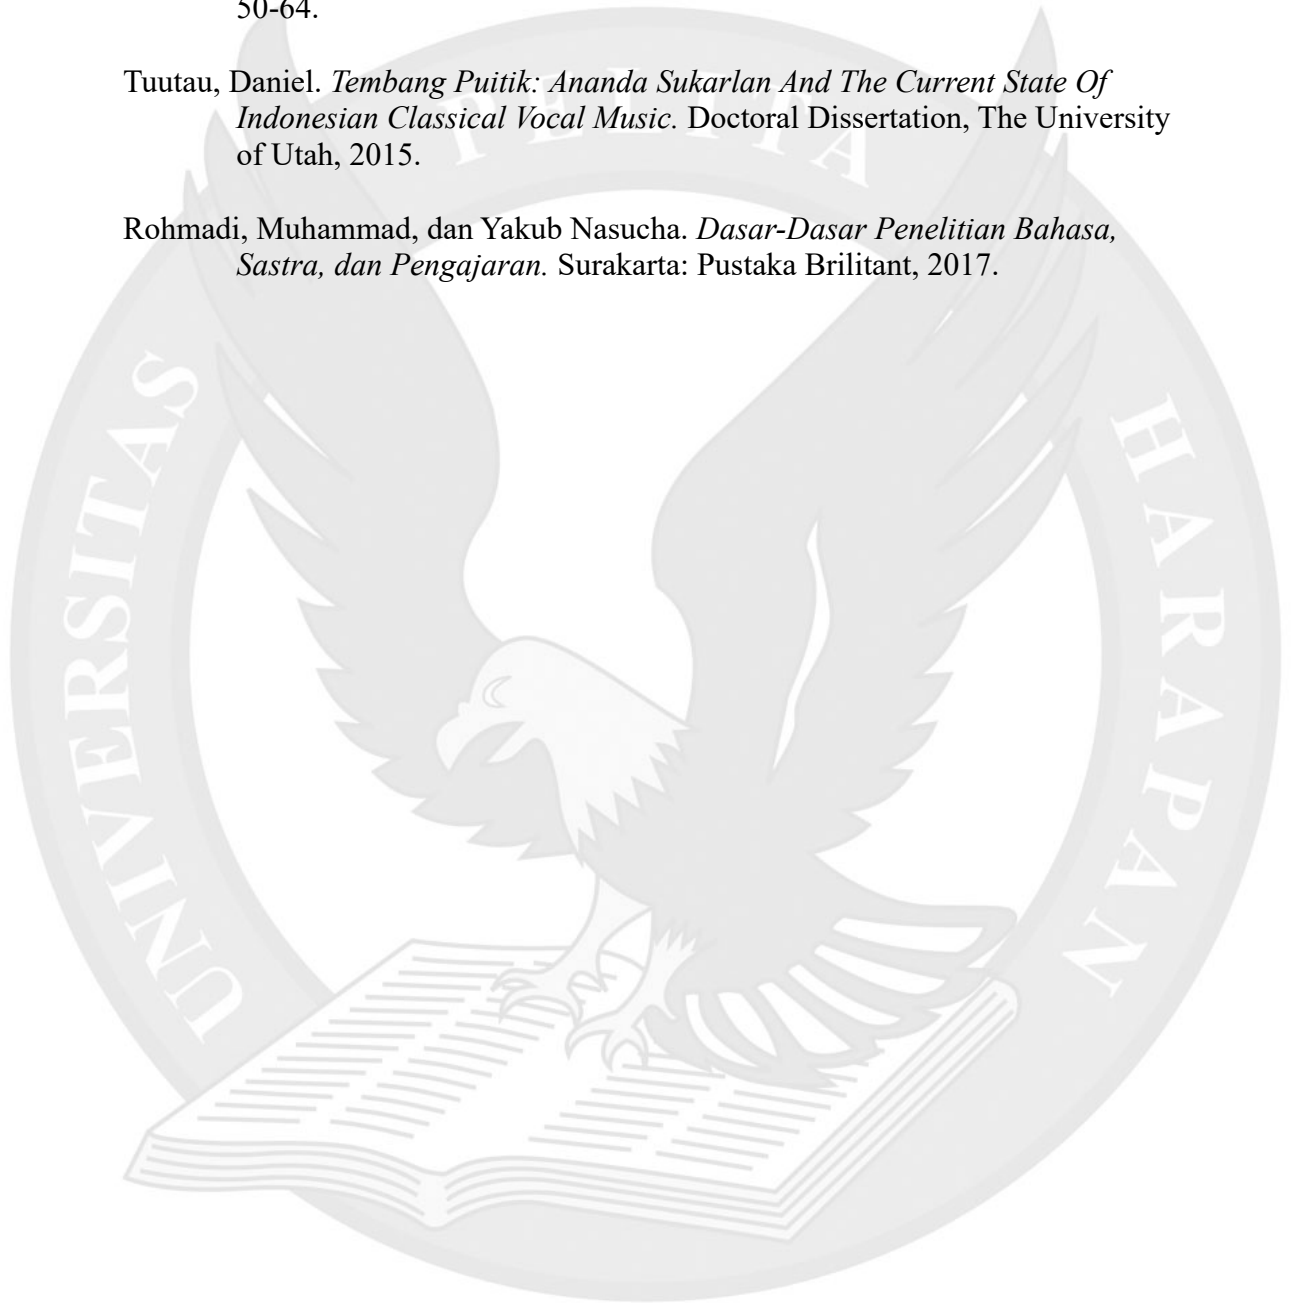 50-64.
Tuutau, Daniel. Tembang Puitik: Ananda Sukarlan And The Current State Of
Indonesian Classical Vocal Music. Doctoral Dissertation, The University
of Utah, 2015.
Rohmadi, Muhammad, dan Yakub Nasucha. Dasar-Dasar Penelitian Bahasa,
Sastra, dan Pengajaran. Surakarta: Pustaka Brilitant, 2017.
UNIVERSITAS PELITA HARAPAN